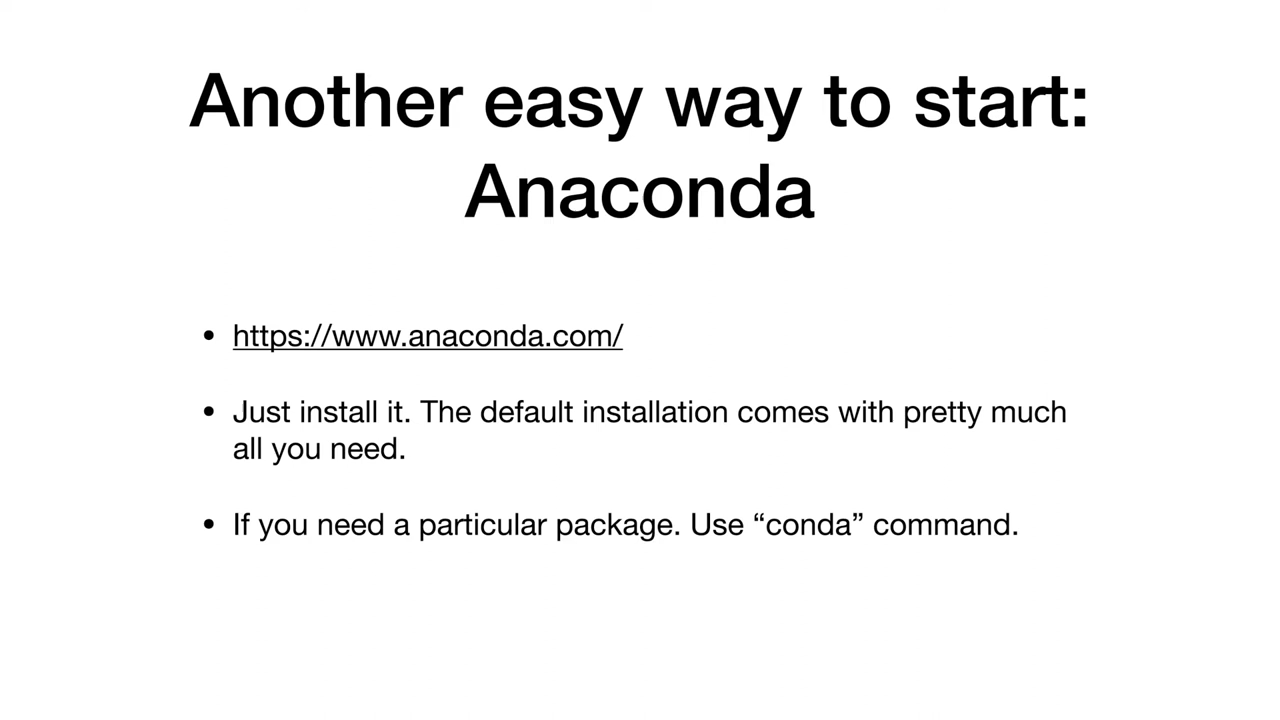 Another easy way to start:
Anaconda
• https://www.anaconda.com/
• Just install it. The default installation comes with pretty much
all you need.
• If you need a particular package. Use “conda” command.